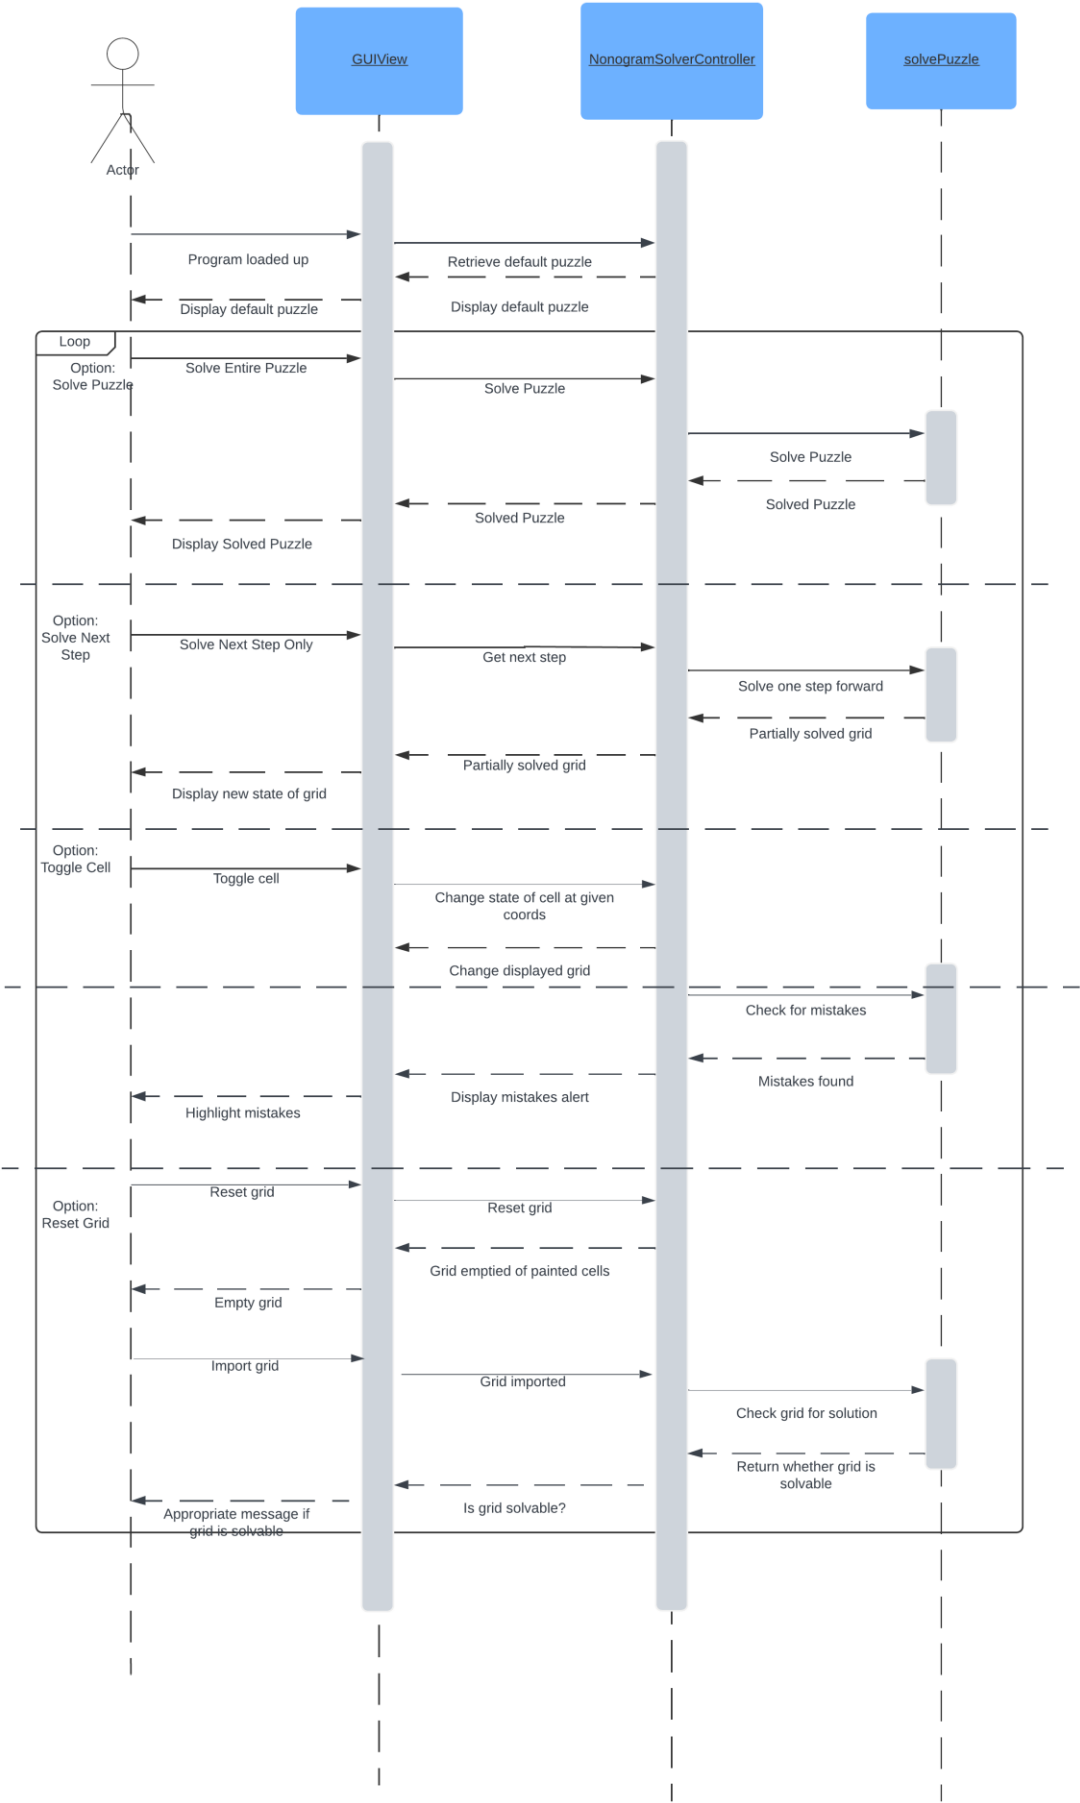 GUIView
NonogramSolverController
solvePuzzle
Actor
Program loaded up
Retrieve default puzzle
Display default puzzle
Display default puzzle
Loop
Option:
Solve Puzzle
Solve Entire Puzzle
Solve Puzzle
Solve Puzzle
Solved Puzzle
Solved Puzzle
Display Solved Puzzle
Option:
Solve Next
Step
Solve Next Step Only
Get next step
Solve one step forward
Partially solved grid
Partially solved grid
Display new state of grid
Option:
Toggle Cell
Toggle cell
Change state of cell at given
coords
Change displayed grid
Check for mistakes
Mistakes found
Display mistakes alert
Highlight mistakes
Option:
Reset Grid
Reset grid
Reset grid
Grid emptied of painted cells
Empty grid
Import grid
Grid imported
Check grid for solution
Return whether grid is
solvable
Is grid solvable?
Appropriate message if
grid is solvable